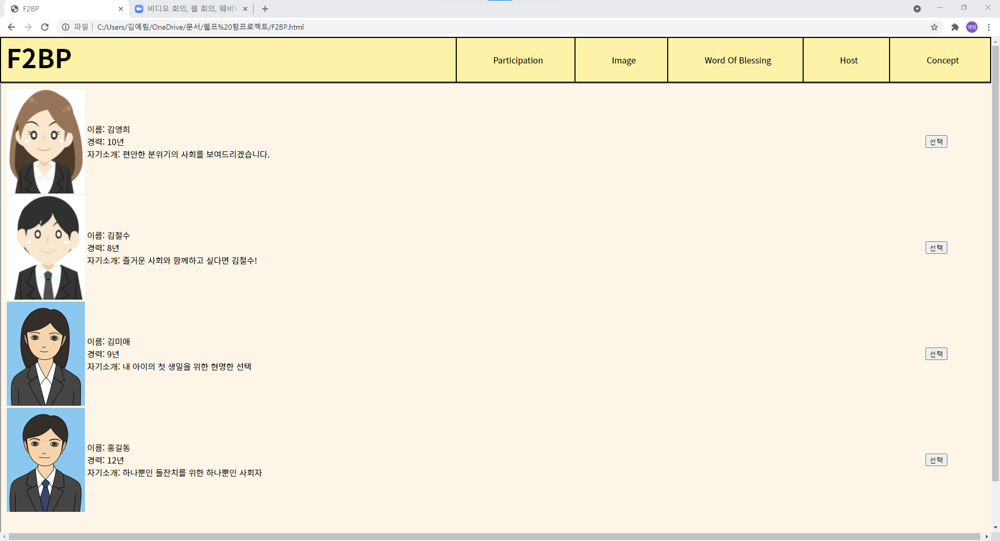 F2BP
비디오 회의, 웹 회의, 웨비나
파일 C:/Users/김예림/OneDrive/문서/웹프%20텀프로젝트/F2BP.html
예림
F2BP Participation Image Word Of Blessing Host Concept
이름: 김영희
경력: 10년
선택
자기소개: 편안한 분위기의 사회를 보여드리겠습니다.
이름: 김철수
경력: 8년
선택
자기소개: 즐거운 사회와 함께하고 싶다면 김철수!
이름: 김미애
경력: 9년
선택
자기소개: 내 아이의 첫 생일을 위한 현명한 선택
이름: 홍길동
경력: 12년
선택
자기소개: 하나뿐인 돌잔치를 위한 하나뿐인 사회자